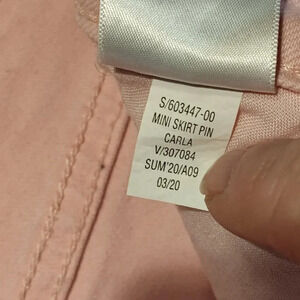 S/603447-00
MINI SKIRT PIN
CARLA
V/307084
SUM'20/A09
03/20